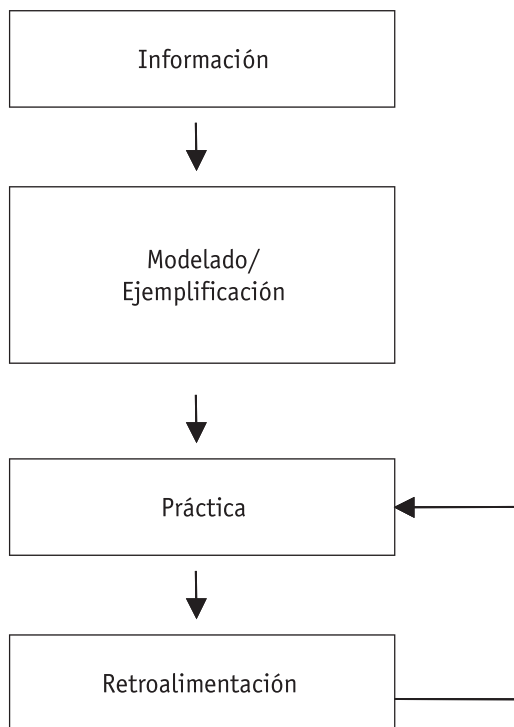 Información
Modelado/
Ejemplificación
Práctica
Retroalimentación